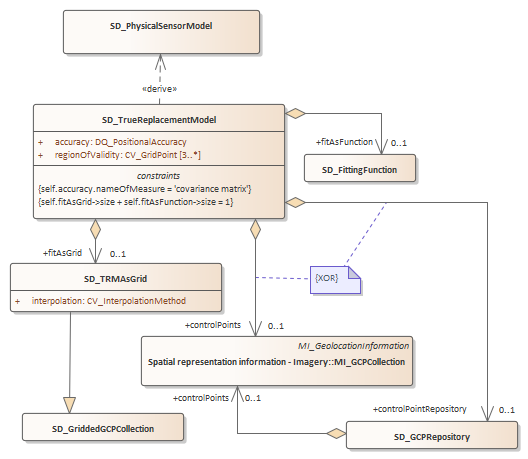 SD_PhysicalSensorModel
«derive»
SD_TrueReplacementModel
+ accuracy: DQ_PositionalAccuracy
+ regionOfValidity: CV_GridPoint [3..*]
constraints
{self.accuracy.nameOfMeasure = 'covariance matrix'}
{self.fitAsGrid->size + self.fitAsFunction->size = 1}
+fitAsFunction 0..1
SD_FittingFunction
+fitAsGrid 0..1
SD_TRMAsGrid
+ interpolation: CV_InterpolationMethod
{XOR}
+controlPoints 0..1
MI_GeolocationInformation
Spatial representation information - Imagery::MI_GCPCollection
+controlPoints 0..1
+controlPointRepository 0..1
SD_GriddedGCPCollection
SD_GCPRepository